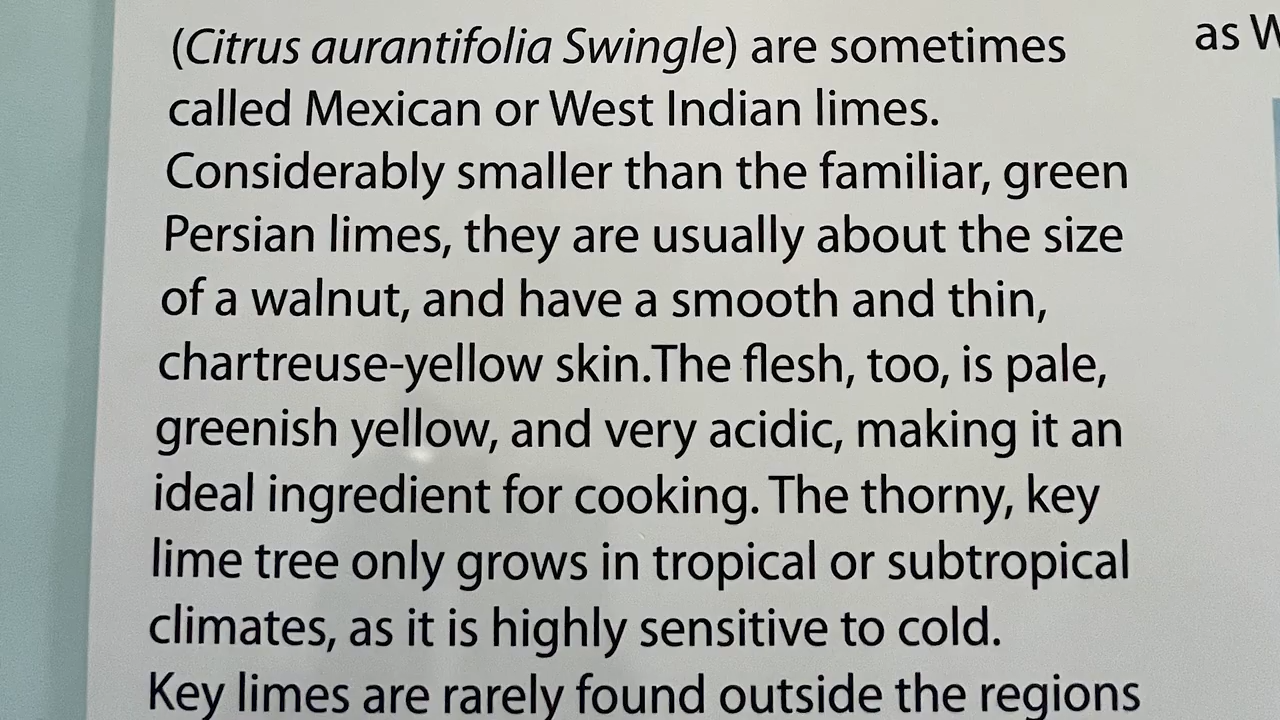 (Citrus aurantifolia Swingle) are sometimes
called Mexican or West Indian limes.
Considerably smaller than the familiar, green
Persian limes, they are usually about the size
of a walnut, and have a smooth and thin,
chartreuse-yellow skin.The flesh, too, is pale,
greenish yellow, and very acidic, making it an
ideal ingredient for cooking. The thorny, key
lime tree only grows in tropical or subtropical
climates, as it is highly sensitive to cold.
Key limes are rarely found outside the regions
as